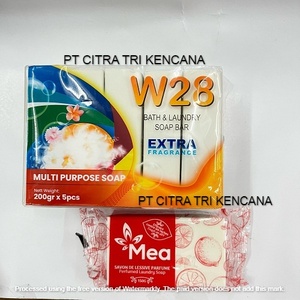 PT CITRA TRI KENCANA
W28
BATH & LAUNDRY
SOAP BAR
EXTRA
FRAGRANCE
MULTI PURPOSE SOAP
Net Weight:
200gr x 5pcs
PT CITRA TRI KENCANA
Mea
SAVON DE LESSIVE PARFUMÉ
Perfumed Laundry Soap
Processed using the free version of Watermarkly. The paid version does not add this mark.